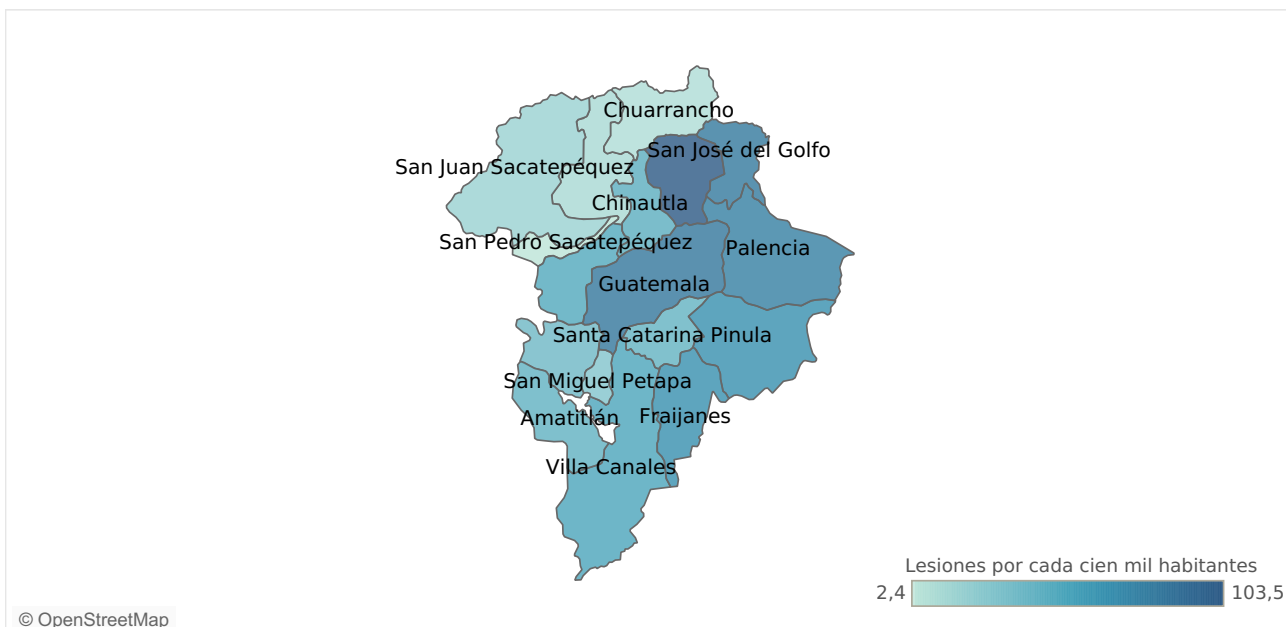 Chuarrancho
San José del Golfo
San Juan Sacatepéquez
Chinautla
San Pedro Sacatepéquez
Palencia
Guatemala
Santa Catarina Pinula
San Miguel Petapa
Amatitlán
Fraijanes
Villa Canales
Lesiones por cada cien mil habitantes
2,4
103,5
© OpenStreetMap